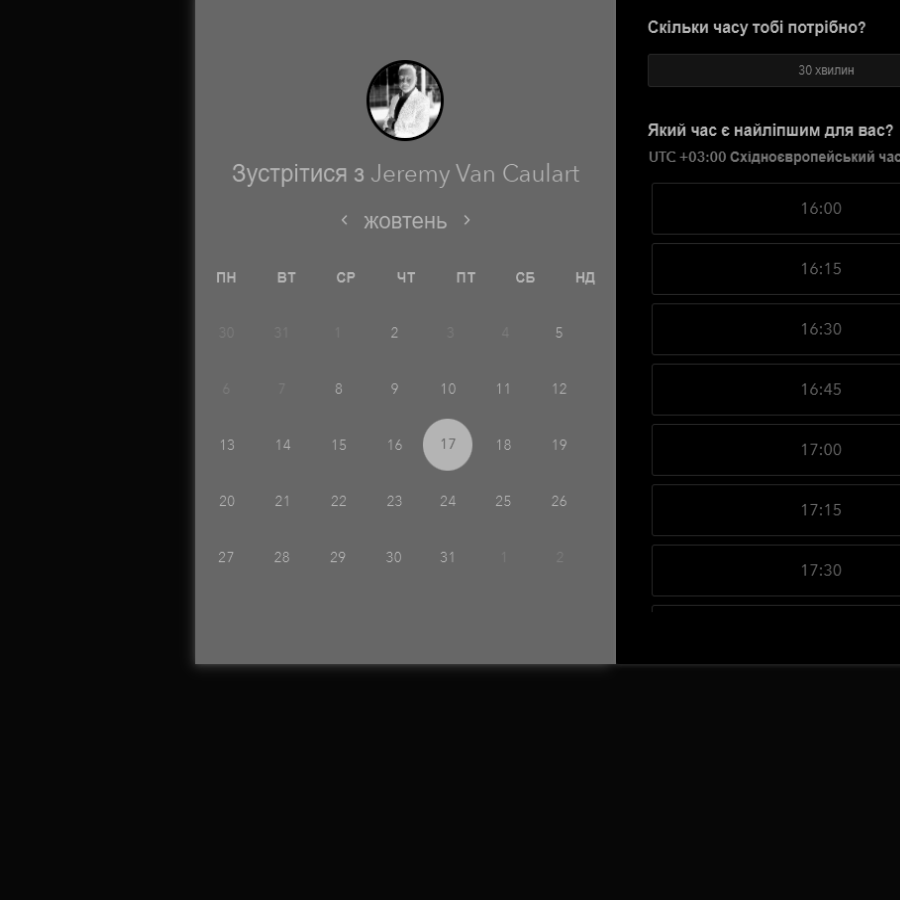 Зустрітися з Jeremy Van Caulart
жовтень
ПН ВТ СР ЧТ ПТ СБ НД
30 31 1 2 3 4 5
6 7 8 9 10 11 12
13 14 15 16 17 18 19
20 21 22 23 24 25 26
27 28 29 30 31 1 2
Скільки часу тобі потрібно?
30 хвилин
Який час є найліпшим для вас?
UTC +03:00 Східноєвропейський час
16:00
16:15
16:30
16:45
17:00
17:15
17:30